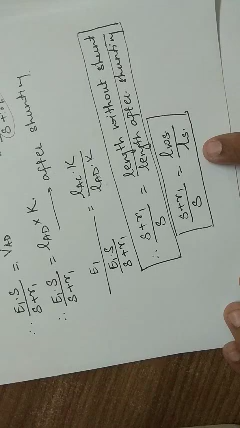 S+r
∴ E₁S / S+r₁ = V_AD
∴ E₁S / S+r₁ = l_AD × K → after shunting.
E₁ / (E₁S / S+r₁) = l_AC·K / l_AD·K
∴ S+r₁ / S = length without shunt / length after shunting
S+r₁ / S = l_ws / l_s